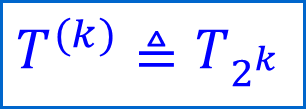 T^{(k)} ≜ T_{2^k}